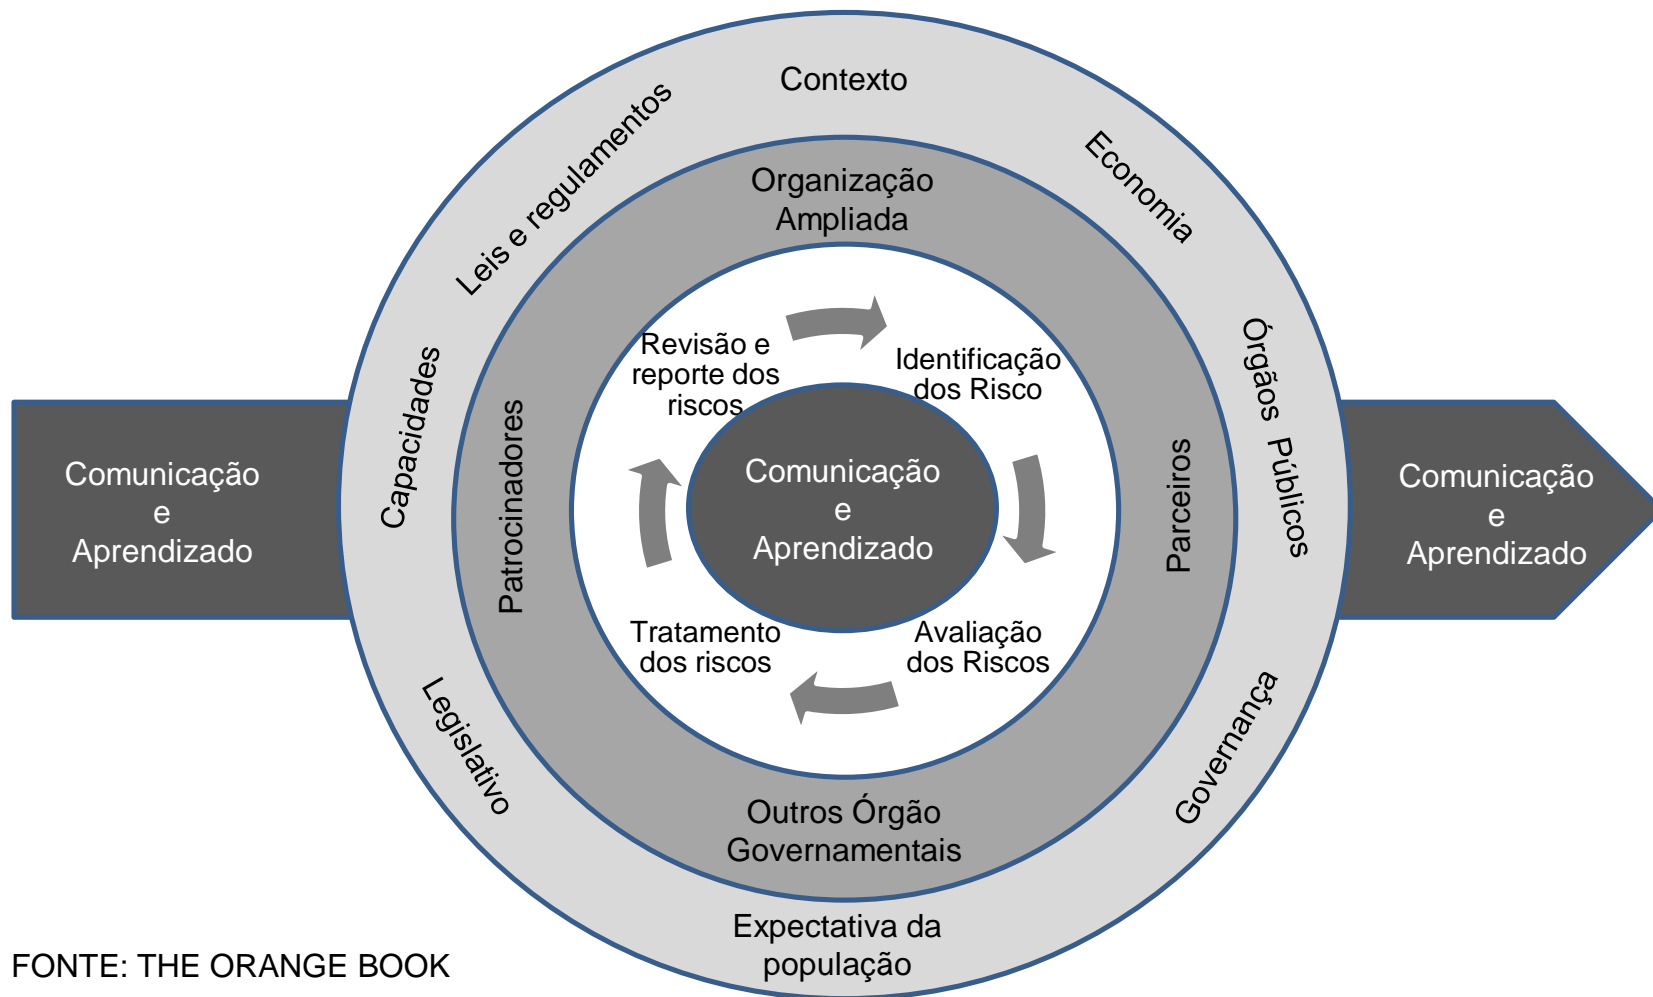 Contexto
Leis e regulamentos
Economia
Organização
Ampliada
Revisão e
reporte dos
riscos
Identificação
dos Risco
Capacidades
Órgãos Públicos
Patrocinadores
Parceiros
Comunicação
e
Aprendizado
Comunicação
e
Aprendizado
Comunicação
e
Aprendizado
Tratamento
dos riscos
Avaliação
dos Riscos
Legislativo
Governança
Outros Órgão
Governamentais
Expectativa da
população
FONTE: THE ORANGE BOOK